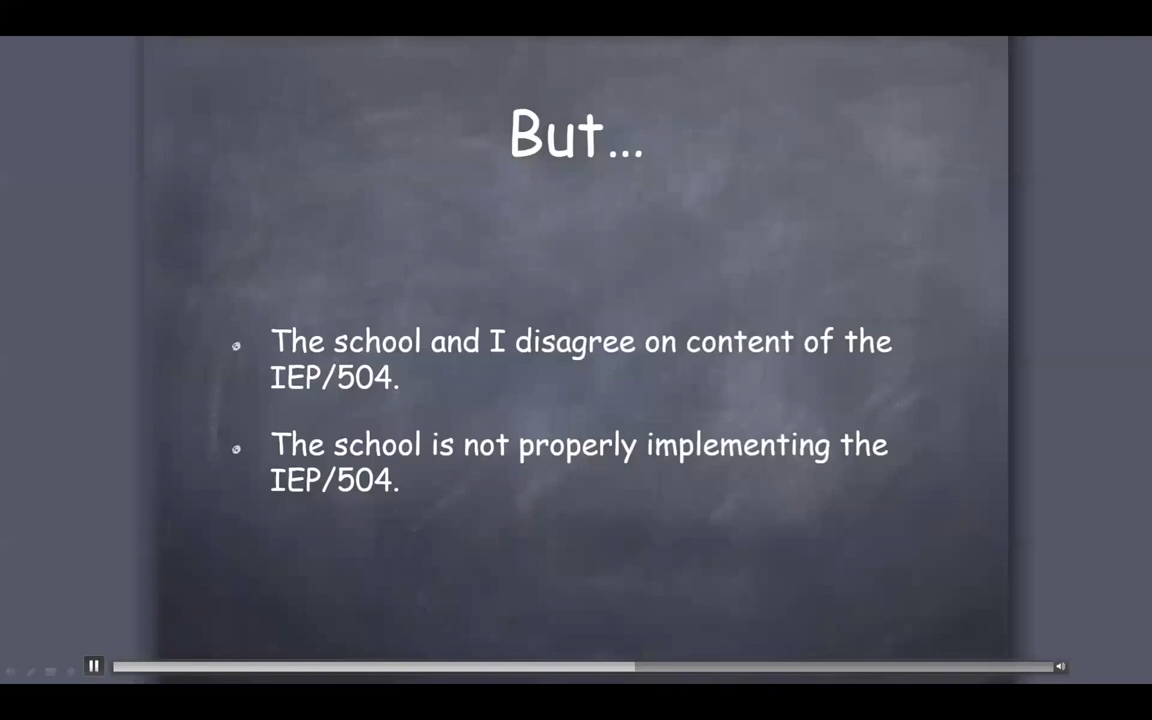 But...
The school and I disagree on content of the
IEP/504.
The school is not properly implementing the
IEP/504.